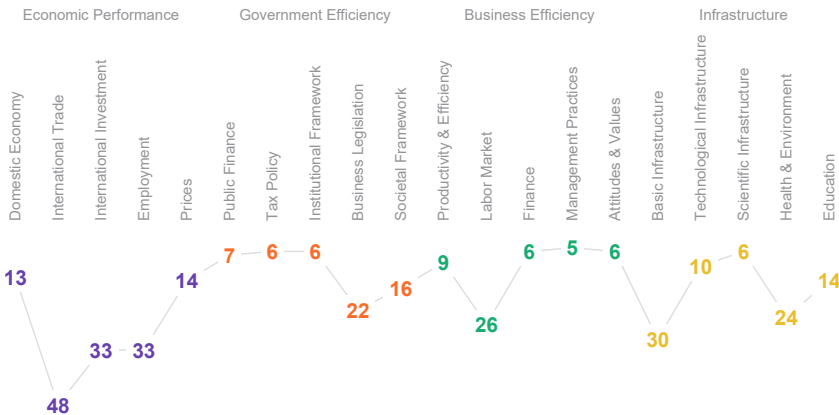 Economic Performance
Government Efficiency
Business Efficiency
Infrastructure
Domestic Economy
International Trade
International Investment
Employment
Prices
Public Finance
Tax Policy
Institutional Framework
Business Legislation
Societal Framework
Productivity & Efficiency
Labor Market
Finance
Management Practices
Attitudes & Values
Basic Infrastructure
Technological Infrastructure
Scientific Infrastructure
Health & Environment
Education
13
48
33
33
14
7
6
6
22
16
9
26
6
5
6
30
10
6
24
14